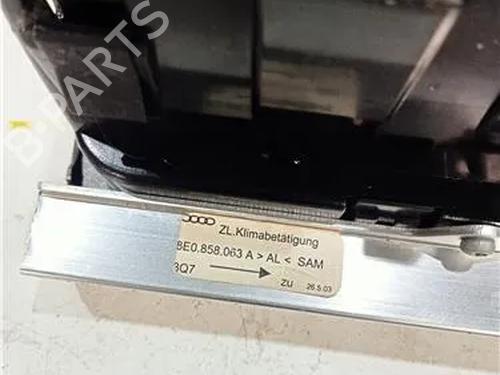 B-PARTS
ZL.Klimabetätigung
8E0.858.063 A > AL < SAM
3Q7
ZU 26.5.03